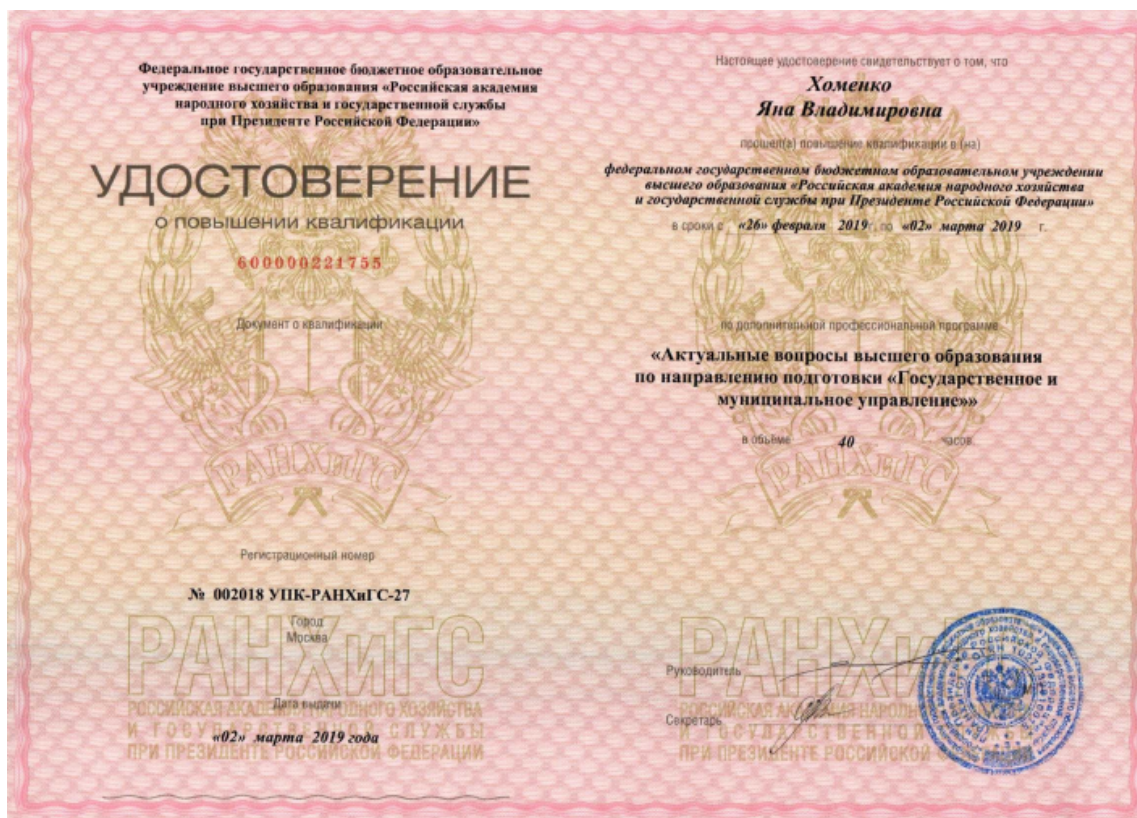 Федеральное государственное бюджетное образовательное
учреждение высшего образования «Российская академия
народного хозяйства и государственной службы
при Президенте Российской Федерации»
УДОСТОВЕРЕНИЕ
о повышении квалификации
600000221755
Документ о квалификации
РАНХиГС
Регистрационный номер
№ 002018 УПК-РАНХиГС-27
Город
Москва
РАНХиГС
Дата выдачи
РОССИЙСКАЯ АКАДЕМИЯ НАРОДНОГО ХОЗЯЙСТВА
И ГОСУДАРСТВЕННОЙ СЛУЖБЫ
ПРИ ПРЕЗИДЕНТЕ РОССИЙСКОЙ ФЕДЕРАЦИИ
«02» марта 2019 года
Настоящее удостоверение свидетельствует о том, что
Хоменко
Яна Владимировна
прошел(а) повышение квалификации в (на)
федеральном государственном бюджетном образовательном учреждении
высшего образования «Российская академия народного хозяйства
и государственной службы при Президенте Российской Федерации»
в сроки с «26» февраля 2019 г. по «02» марта 2019 г.
по дополнительной профессиональной программе
«Актуальные вопросы высшего образования
по направлению подготовки «Государственное и
муниципальное управление»»
в объёме 40 часов
РАНХиГС
Руководитель
Секретарь